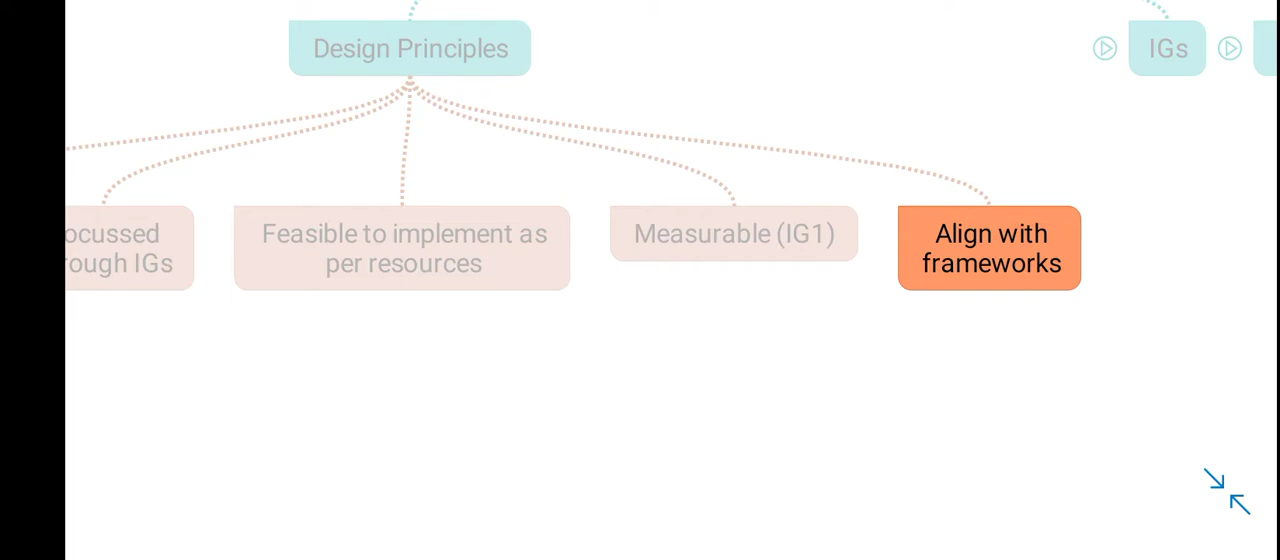 Design Principles
IGs
ocussed
rough IGs
Feasible to implement as
per resources
Measurable (IG1)
Align with
frameworks